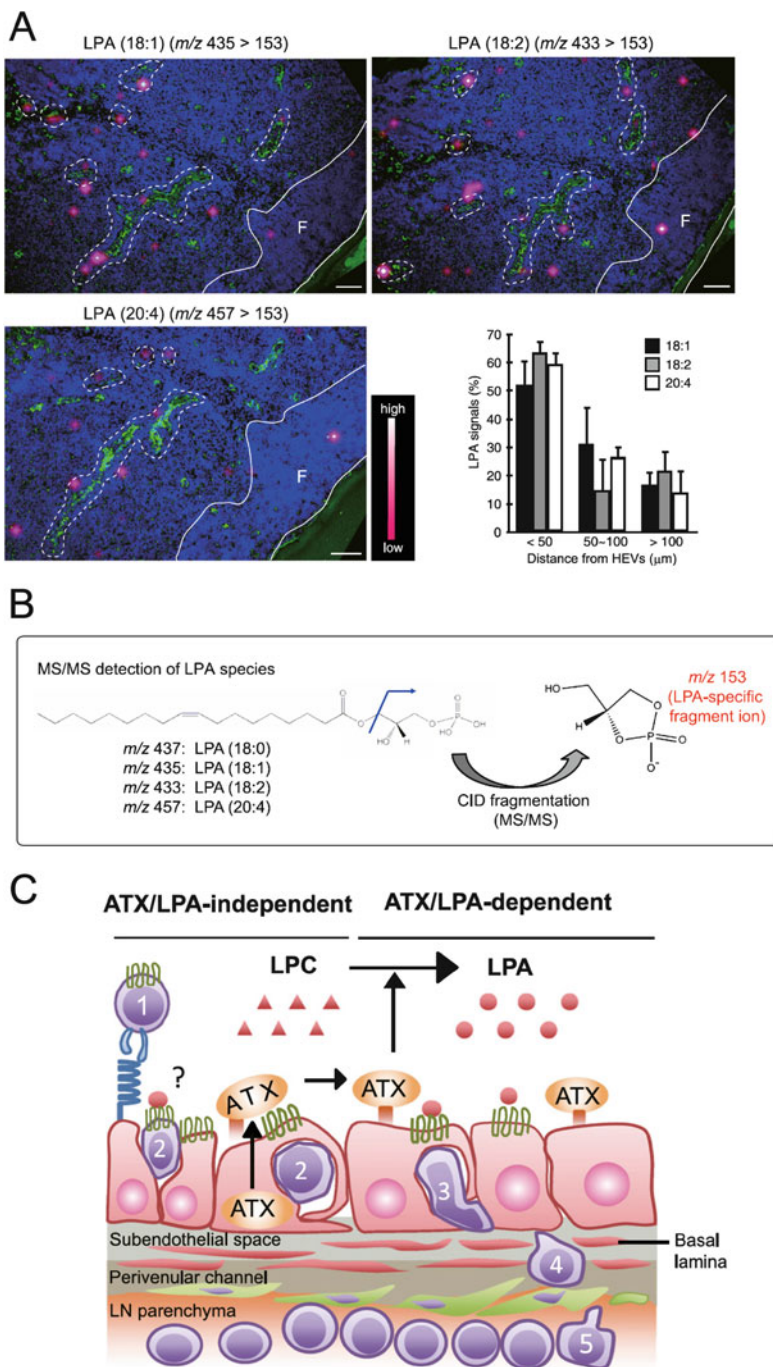 A
LPA (18:1) (m/z 435 > 153)
LPA (18:2) (m/z 433 > 153)
F
F
LPA (20:4) (m/z 457 > 153)
F
high
low
LPA signals (%)
70
60
50
40
30
20
10
0
18:1
18:2
20:4
< 50
50~100
> 100
Distance from HEVs (μm)
B
MS/MS detection of LPA species
O
O
HO
H
O
P
O
OH
OH
m/z 437: LPA (18:0)
m/z 435: LPA (18:1)
m/z 433: LPA (18:2)
m/z 457: LPA (20:4)
CID fragmentation
(MS/MS)
HO
H
O
O
P
O
O-
m/z 153
(LPA-specific
fragment ion)
C
ATX/LPA-independent
ATX/LPA-dependent
LPC
LPA
1
?
2
ATX
ATX
2
ATX
3
ATX
Subendothelial space
Basal
lamina
Perivenular channel
4
LN parenchyma
5